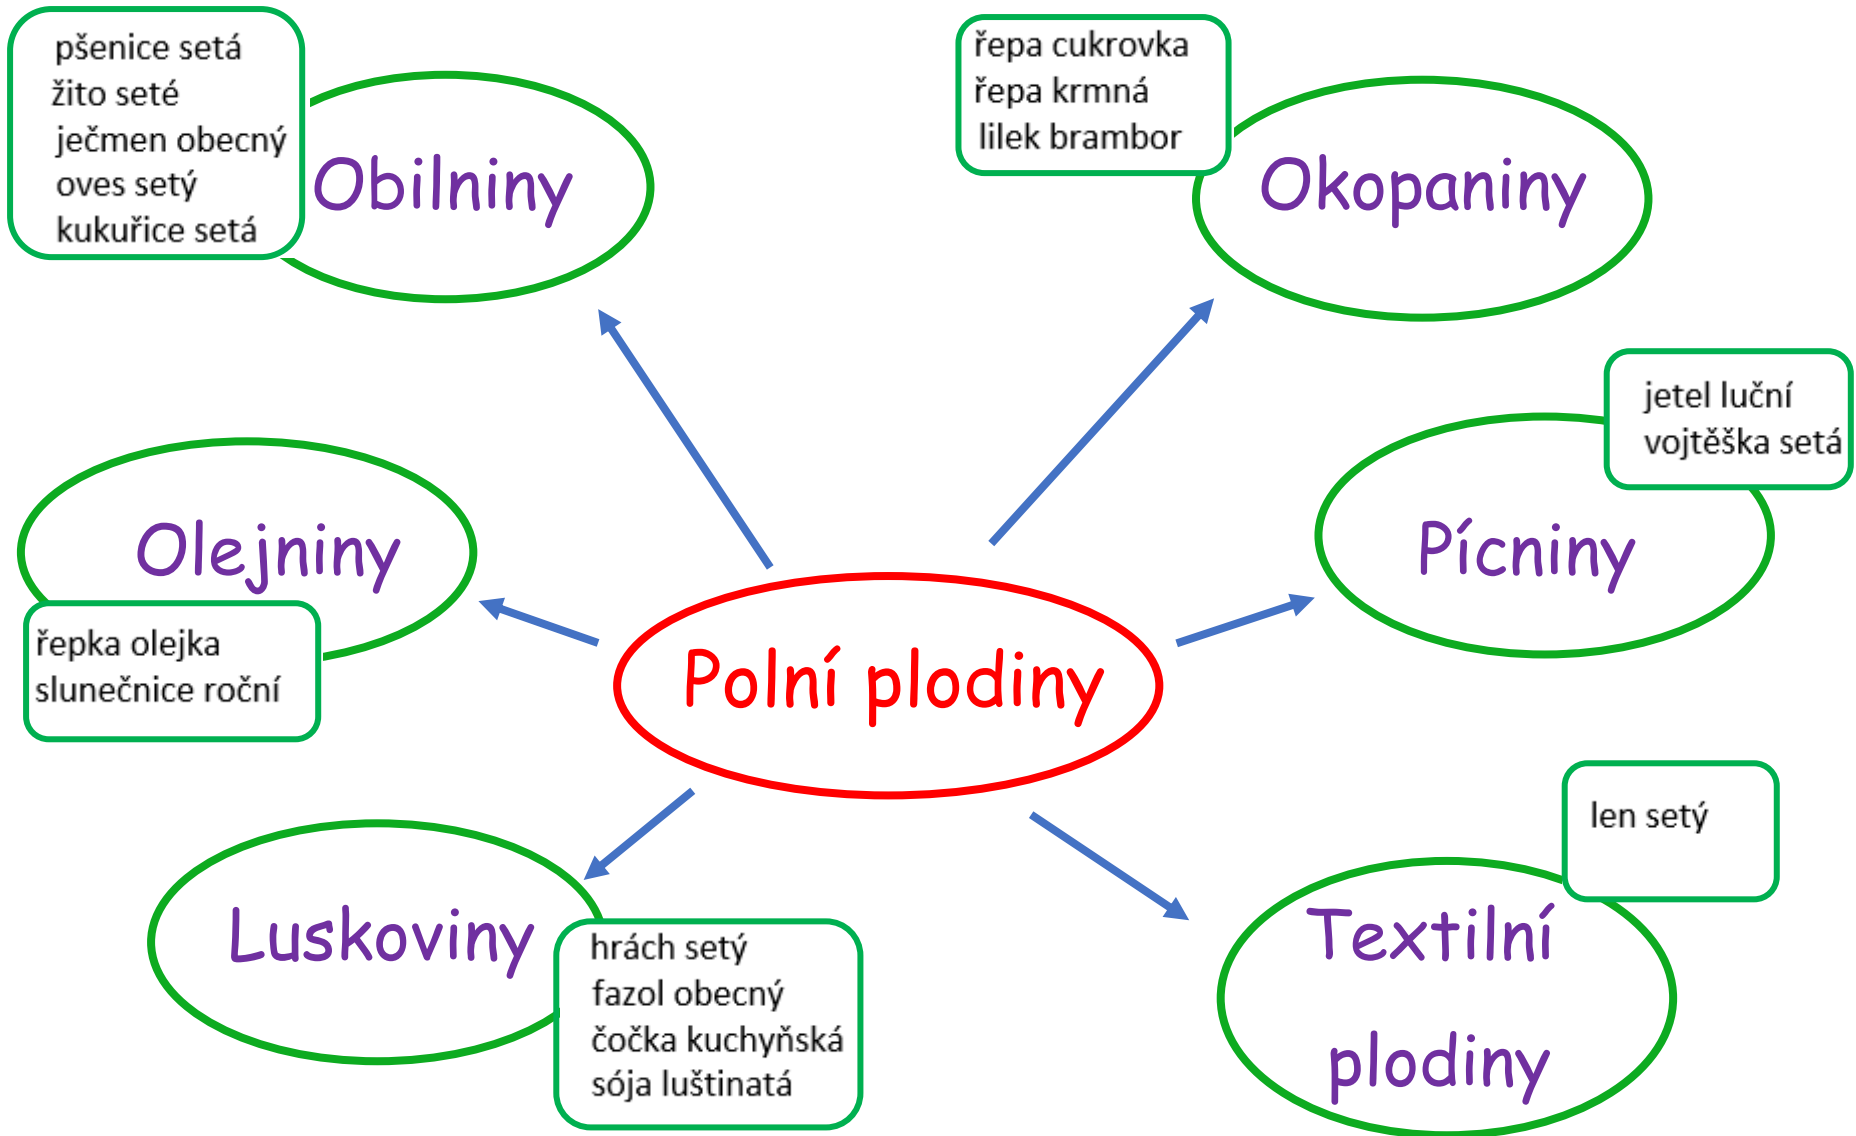 pšenice setá
žito seté
ječmen obecný
oves setý
kukuřice setá
Obilniny
řepa cukrovka
řepa krmná
lilek brambor
Okopaniny
jetel luční
vojtěška setá
Pícniny
Olejniny
řepka olejka
slunečnice roční
Polní plodiny
Luskoviny
hrách setý
fazol obecný
čočka kuchyňská
sója luštinatá
len setý
Textilní
plodiny